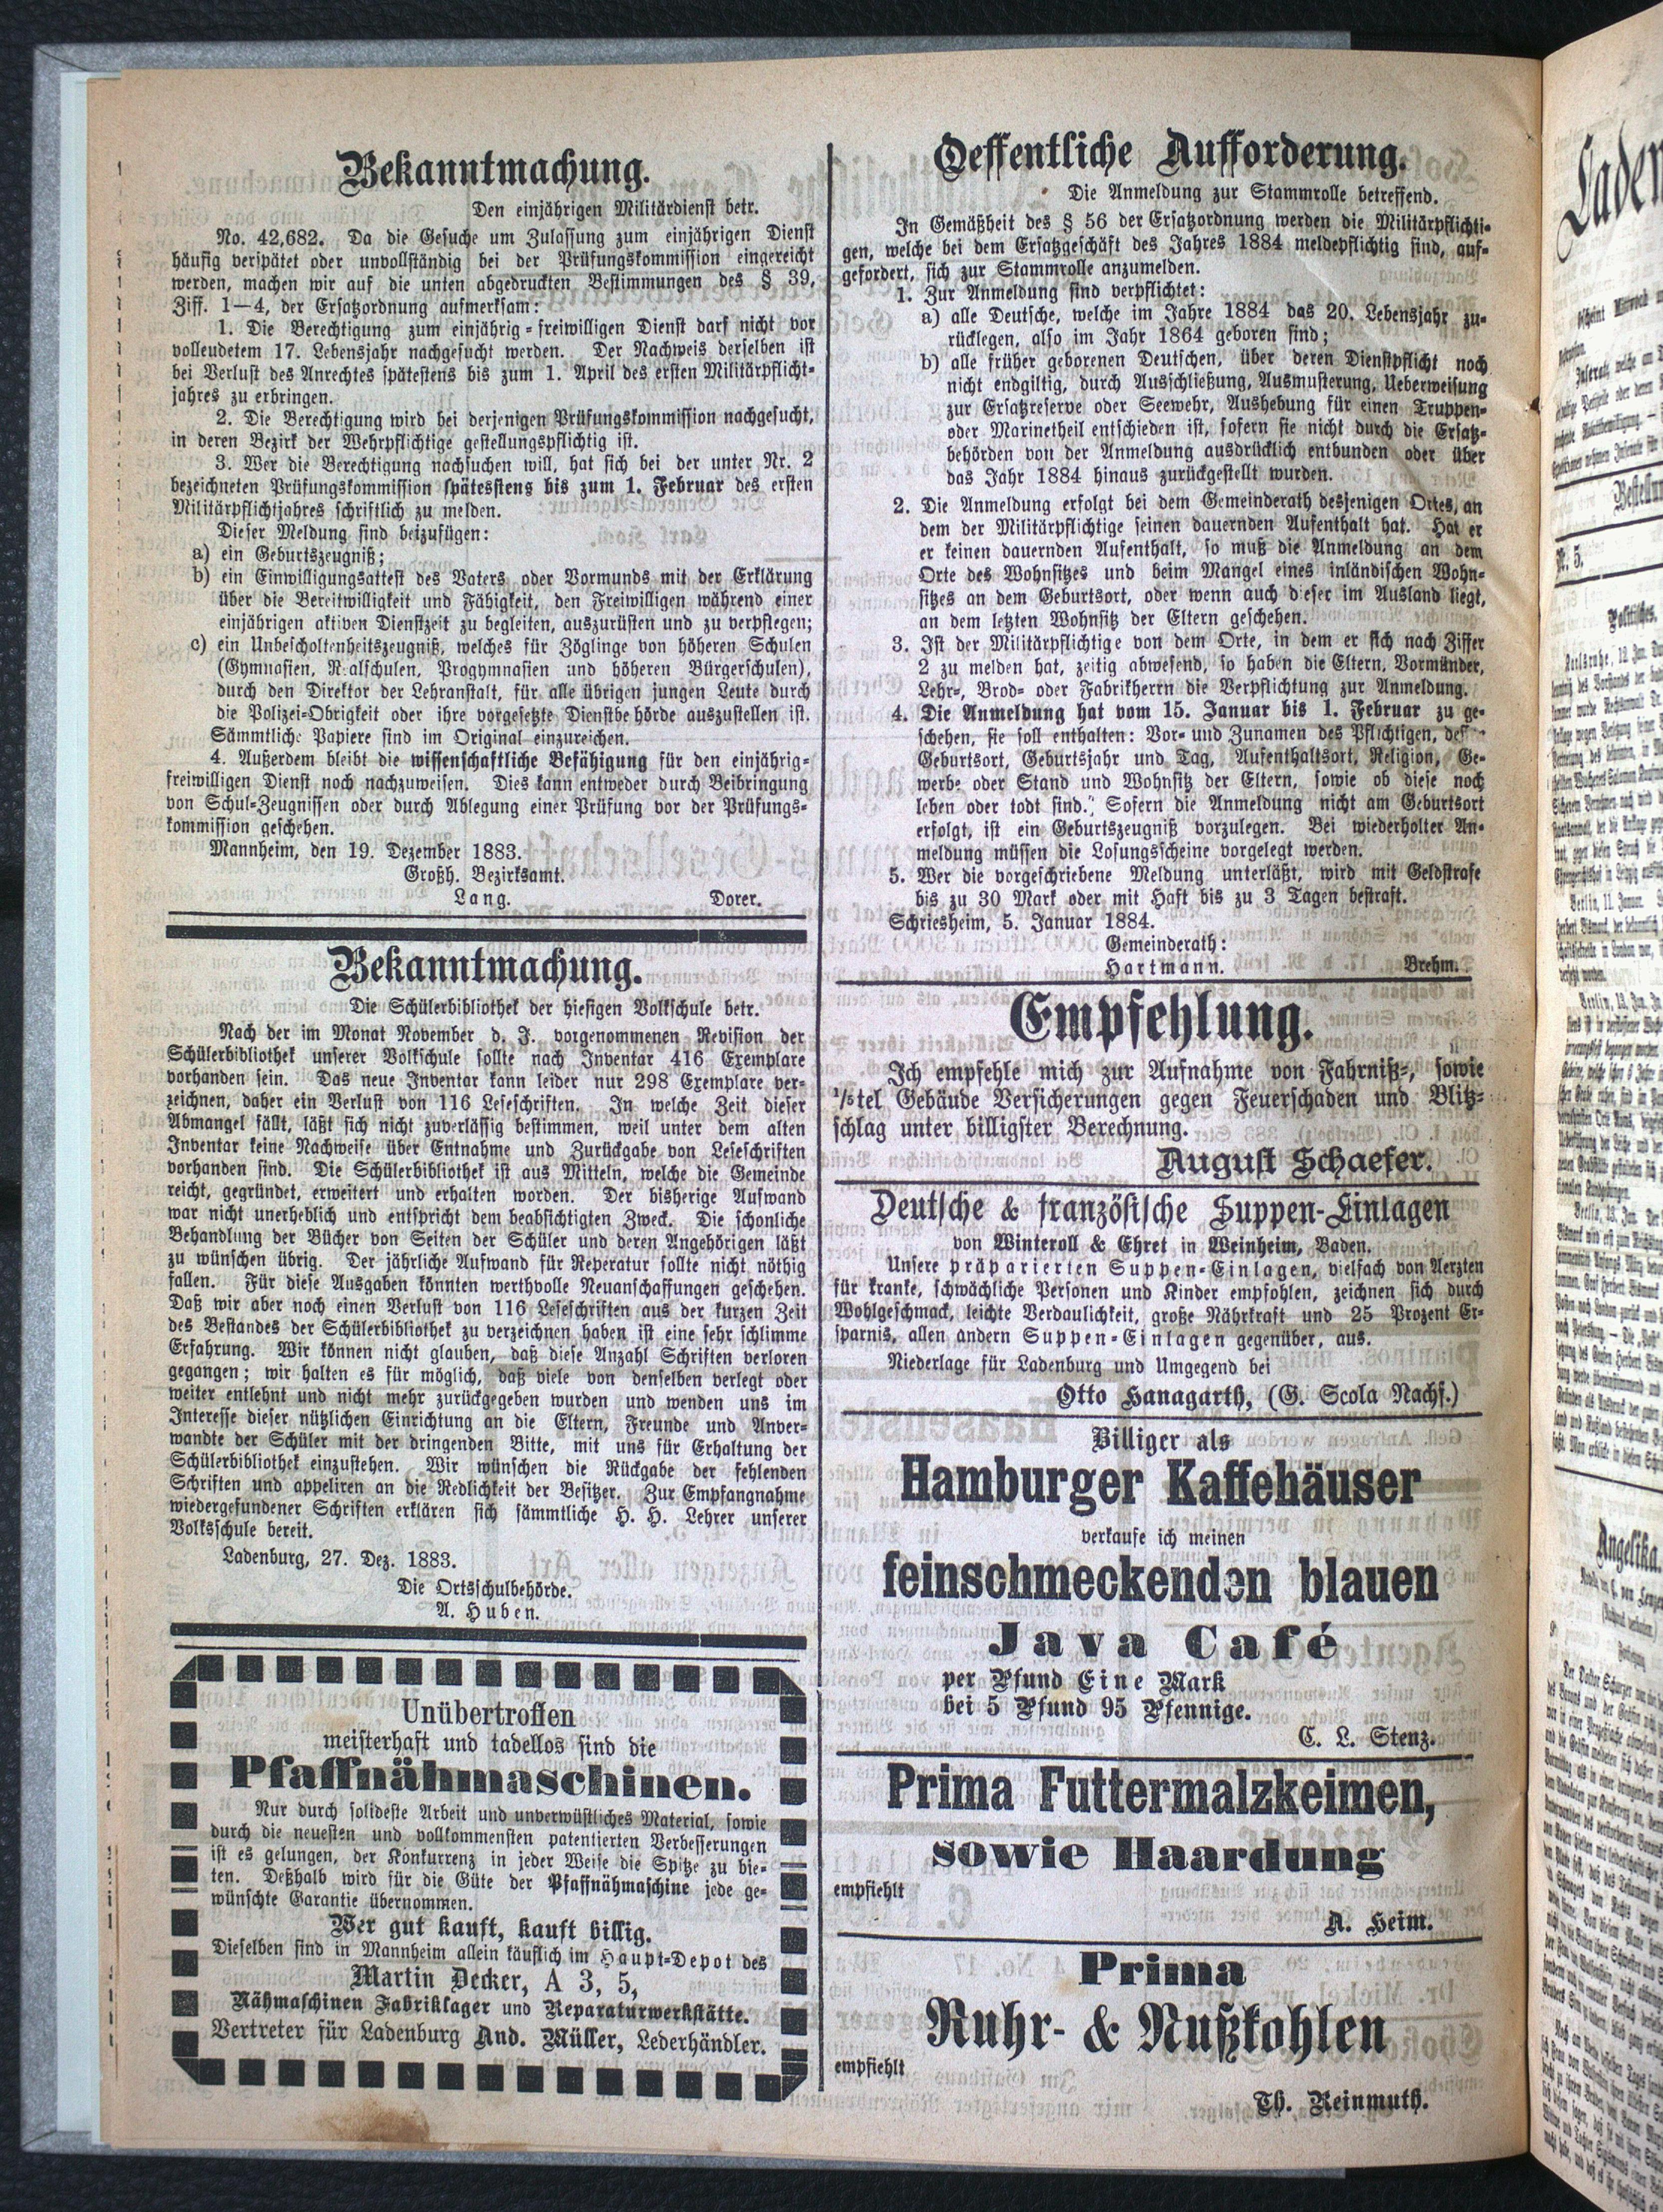 Bekanntmachung.
Den einjährigen Militärdienst betr.
No. 42,682. Da die Gesuche um Zulassung zum einjährigen Dienst
häufig verspätet oder unvollständig bei der Prüfungskommission eingereicht
werden, machen wir auf die unten abgedruckten Bestimmungen des § 39,
Ziff. 1—4, der Ersatzordnung aufmerksam:
1. Die Berechtigung zum einjährig-freiwilligen Dienst darf nicht vor
vollendetem 17. Lebensjahr nachgesucht werden. Der Nachweis derselben ist
bei Verlust des Anrechtes spätestens bis zum 1. April des ersten Militärpflicht-
jahres zu erbringen.
2. Die Berechtigung wird bei derjenigen Prüfungskommission nachgesucht,
in deren Bezirk der Wehrpflichtige gestellungspflichtig ist.
3. Wer die Berechtigung nachsuchen will, hat sich bei der unter Nr. 2
bezeichneten Prüfungskommission spätestens bis zum 1. Februar des ersten
Militärpflichtjahres schriftlich zu melden.
Dieser Meldung sind beizufügen:
a) ein Geburtszeugniß;
b) ein Einwilligungsattest des Vaters oder Vormunds mit der Erklärung
über die Bereitwilligkeit und Fähigkeit, den Freiwilligen während einer
einjährigen aktiven Dienstzeit zu begleiten, auszurüsten und zu verpflegen;
c) ein Unbescholtenheitszeugniß, welches für Zöglinge von höheren Schulen
(Gymnasien, Realschulen, Progymnasien und höheren Bürgerschulen),
durch den Direktor der Lehranstalt, für alle übrigen jungen Leute durch
die Polizei-Obrigkeit oder ihre vorgesetzte Dienstbehörde auszustellen ist.
Sämmtliche Papiere sind im Original einzureichen.
4. Außerdem bleibt die wissenschaftliche Befähigung für den einjährig-
freiwilligen Dienst noch nachzuweisen. Dies kann entweder durch Beibringung
von Schul-Zeugnissen oder durch Ablegung einer Prüfung vor der Prüfungs-
kommission geschehen.
Mannheim, den 19. Dezember 1883.
Großh. Bezirksamt.
Lang. Dorer.
Bekanntmachung.
Die Schülerbibliothek der hiesigen Volkschule betr.
Nach der im Monat November d. J. vorgenommenen Revision der
Schülerbibliothek unserer Volkschule sollte nach Inventar 416 Exemplare
vorhanden sein. Das neue Inventar kann leider nur 298 Exemplare ver-
zeichnen, daher ein Verlust von 116 Leseschriften. In welche Zeit dieser
Abmangel fällt, läßt sich nicht zuverlässig bestimmen, weil unter dem alten
Inventar keine Nachweise über Entnahme und Zurückgabe von Leseschriften
vorhanden sind. Die Schülerbibliothek ist aus Mitteln, welche die Gemeinde
reicht, gegründet, erweitert und erhalten worden. Der bisherige Aufwand
war nicht unerheblich und entspricht dem beabsichtigten Zweck. Die schonliche
Behandlung der Bücher von Seiten der Schüler und deren Angehörigen läßt
zu wünschen übrig. Der jährliche Aufwand für Reperatur sollte nicht nöthig
fallen. Für diese Ausgaben könnten werthvolle Neuanschaffungen geschehen.
Daß wir aber noch einen Verlust von 116 Leseschriften aus der kurzen Zeit
des Bestandes der Schülerbibliothek zu verzeichnen haben ist eine sehr schlimme
Erfahrung. Wir können nicht glauben, daß diese Anzahl Schriften verloren
gegangen; wir halten es für möglich, daß viele von denselben verlegt oder
weiter entlehnt und nicht mehr zurückgegeben wurden und wenden uns im
Interesse dieser nützlichen Einrichtung an die Eltern, Freunde und Anver-
wandte der Schüler mit der dringenden Bitte, mit uns für Erhaltung der
Schülerbibliothek einzustehen. Wir wünschen die Rückgabe der fehlenden
Schriften und appeliren an die Redlichkeit der Besitzer. Zur Empfangnahme
wiedergefundener Schriften erklären sich sämmtliche H. H. Lehrer unserer
Volksschule bereit.
Ladenburg, 27. Dez. 1883.
Die Ortsschulbehörde.
A. Huben.
Unübertroffen
meisterhaft und tadellos sind die
Pfaffnähmaschinen.
Nur durch solideste Arbeit und unverwüstliches Material, sowie
durch die neuesten und vollkommensten patentierten Verbesserungen
ist es gelungen, der Konkurrenz in jeder Weise die Spitze zu bie-
ten. Deßhalb wird für die Güte der Pfaffnähmaschine jede ge-
wünschte Garantie übernommen.
Wer gut kauft, kauft billig.
Dieselben sind in Mannheim allein käuflich im Haupt-Depot des
Martin Decker, A 3, 5,
Nähmaschinen Fabriklager und Reparaturwerkstätte.
Vertreter für Ladenburg And. Müller, Lederhändler.
Oeffentliche Aufforderung.
Die Anmeldung zur Stammrolle betreffend.
In Gemäßheit des § 56 der Ersatzordnung werden die Militärpflichti-
gen, welche bei dem Ersatzgeschäft des Jahres 1884 meldepflichtig sind, auf-
gefordert, sich zur Stammrolle anzumelden.
1. Zur Anmeldung sind verpflichtet:
a) alle Deutsche, welche im Jahre 1884 das 20. Lebensjahr zu-
rücklegen, also im Jahr 1864 geboren sind;
b) alle früher geborenen Deutschen, über deren Dienstpflicht noch
nicht endgiltig, durch Ausschließung, Ausmusterung, Ueberweisung
zur Ersatzreserve oder Seewehr, Aushebung für einen Truppen-
oder Marinetheil entschieden ist, sofern sie nicht durch die Ersatz-
behörden von der Anmeldung ausdrücklich entbunden oder über
das Jahr 1884 hinaus zurückgestellt wurden.
2. Die Anmeldung erfolgt bei dem Gemeinderath desjenigen Ortes, an
dem der Militärpflichtige seinen dauernden Aufenthalt hat. Hat er
er keinen dauernden Aufenthalt, so muß die Anmeldung an dem
Orte des Wohnsitzes und beim Mangel eines inländischen Wohn-
sitzes an dem Geburtsort, oder wenn auch dieser im Ausland liegt,
an dem letzten Wohnsitz der Eltern geschehen.
3. Ist der Militärpflichtige von dem Orte, in dem er sich nach Ziffer
2 zu melden hat, zeitig abwesend, so haben die Eltern, Vormünder,
Lehr-, Brod- oder Fabrikherrn die Verpflichtung zur Anmeldung.
4. Die Anmeldung hat vom 15. Januar bis 1. Februar zu ge-
schehen, sie soll enthalten: Vor- und Zunamen des Pflichtigen,
Geburtsort, Geburtsjahr und Tag, Aufenthaltsort, Religion, Ge-
werbe oder Stand und Wohnsitz der Eltern, sowie ob diese noch
leben oder todt sind. Sofern die Anmeldung nicht am Geburtsort
erfolgt, ist ein Geburtszeugniß vorzulegen. Bei wiederholter An-
meldung müssen die Losungsscheine vorgelegt werden.
5. Wer die vorgeschriebene Meldung unterläßt, wird mit Geldstrafe
bis zu 30 Mark oder mit Haft bis zu 3 Tagen bestraft.
Schriesheim, 5. Januar 1884.
Gemeinderath:
Hartmann. Brehm.
Empfehlung.
Ich empfehle mich zur Aufnahme von Fahrniß-, sowie
1/5tel Gebäude Versicherungen gegen Feuerschaden und Blitz-
schlag unter billigster Berechnung.
August Schaefer.
Deutsche & französische Suppen-Einlagen
von Winteroll & Ehret in Weinheim, Baden.
Unsere präparierten Suppen-Einlagen, vielfach von Aerzten
für kranke, schwächliche Personen und Kinder empfohlen, zeichnen sich durch
Wohlgeschmack, leichte Verdaulichkeit, große Nährkraft und 25 Prozent Er-
sparnis, allen andern Suppen-Einlagen gegenüber, aus.
Niederlage für Ladenburg und Umgegend bei
Otto Hanagarth, (G. Scola Nachf.)
Billiger als
Hamburger Kaffehäuser
verkaufe ich meinen
feinschmeckenden blauen
Java Café
per Pfund Eine Mark
bei 5 Pfund 95 Pfennige.
C. L. Stenz.
Prima Futtermalzkeimen,
sowie Haardung
empfiehlt
A. Heim.
Prima
Ruhr- & Nußkohlen
empfiehlt
Th. Reinmuth.